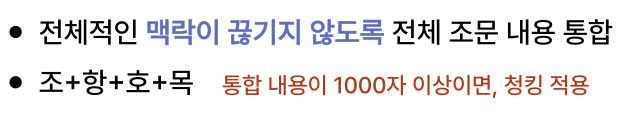 • 전체적인 맥락이 끊기지 않도록 전체 조문 내용 통합
• 조+항+호+목 통합 내용이 1000자 이상이면, 청킹 적용